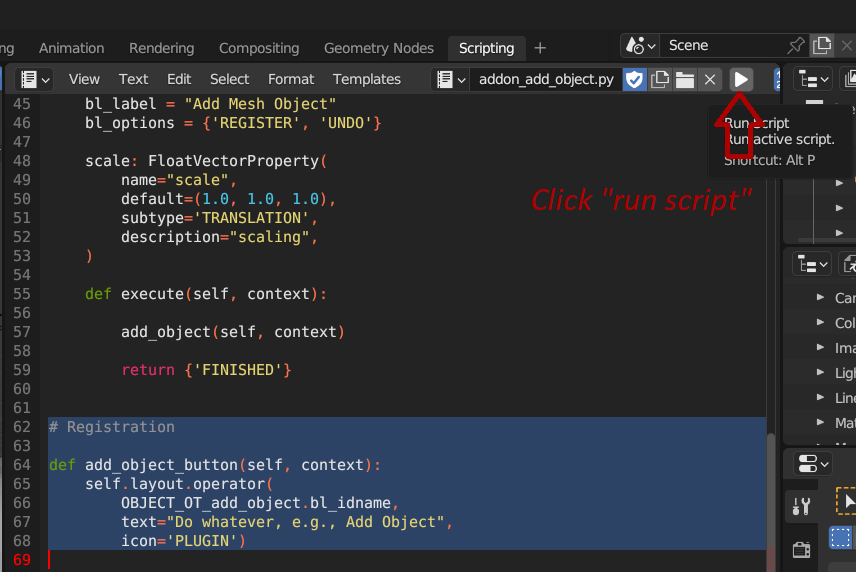 ng Animation Rendering Compositing Geometry Nodes Scripting + Scene
View Text Edit Select Format Templates addon_add_object.py
45 bl_label = "Add Mesh Object"
46 bl_options = {'REGISTER', 'UNDO'}
47
48 scale: FloatVectorProperty(
49 name="scale",
50 default=(1.0, 1.0, 1.0),
51 subtype='TRANSLATION',
52 description="scaling",
53 )
54
55 def execute(self, context):
56
57 add_object(self, context)
58
59 return {'FINISHED'}
60
61
62 # Registration
63
64 def add_object_button(self, context):
65 self.layout.operator(
66 OBJECT_OT_add_object.bl_idname,
67 text="Do whatever, e.g., Add Object",
68 icon='PLUGIN')
69
Run Script
Run active script.
Shortcut: Alt P
Click "run script"
Car
Col
Ima
Ligh
Line
Mat